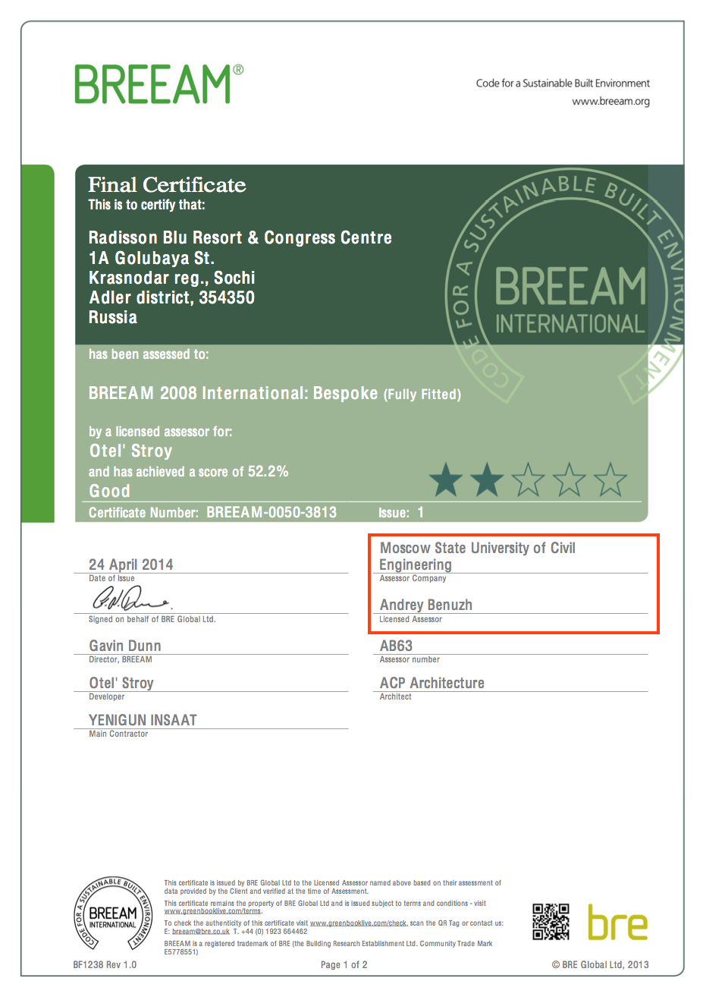 BREEAM®
Code for a Sustainable Built Environment
www.breeam.org
Final Certificate
This is to certify that:
Radisson Blu Resort & Congress Centre
1A Golubaya St.
Krasnodar reg., Sochi
Adler district, 354350
Russia
CODE FOR A SUSTAINABLE BUILT ENVIRONMENT
BREEAM
INTERNATIONAL
has been assessed to:
BREEAM 2008 International: Bespoke (Fully Fitted)
by a licensed assessor for:
Otel' Stroy
and has achieved a score of 52.2%
Good
Certificate Number: BREEAM-0050-3813 Issue: 1
24 April 2014
Date of Issue
Signed on behalf of BRE Global Ltd.
Gavin Dunn
Director, BREEAM
Otel' Stroy
Developer
YENIGUN INSAAT
Main Contractor
Moscow State University of Civil
Engineering
Assessor Company
Andrey Benuzh
Licensed Assessor
AB63
Assessor number
ACP Architecture
Architect
CODE FOR A SUSTAINABLE BUILT ENVIRONMENT
BREEAM
INTERNATIONAL
This certificate is issued by BRE Global Ltd to the Licensed Assessor named above based on their assessment of
data provided by the Client and verified at the time of Assessment.
This certificate remains the property of BRE Global Ltd and is issued subject to terms and conditions - visit
www.greenbooklive.com/terms.
To check the authenticity of this certificate visit www.greenbooklive.com/check, scan the QR Tag or contact us:
E: breeam@bre.co.uk T. +44 (0) 1923 664462
BREEAM is a registered trademark of BRE (the Building Research Establishment Ltd. Community Trade Mark
E5778551)
bre
BF1238 Rev 1.0 Page 1 of 2 © BRE Global Ltd, 2013